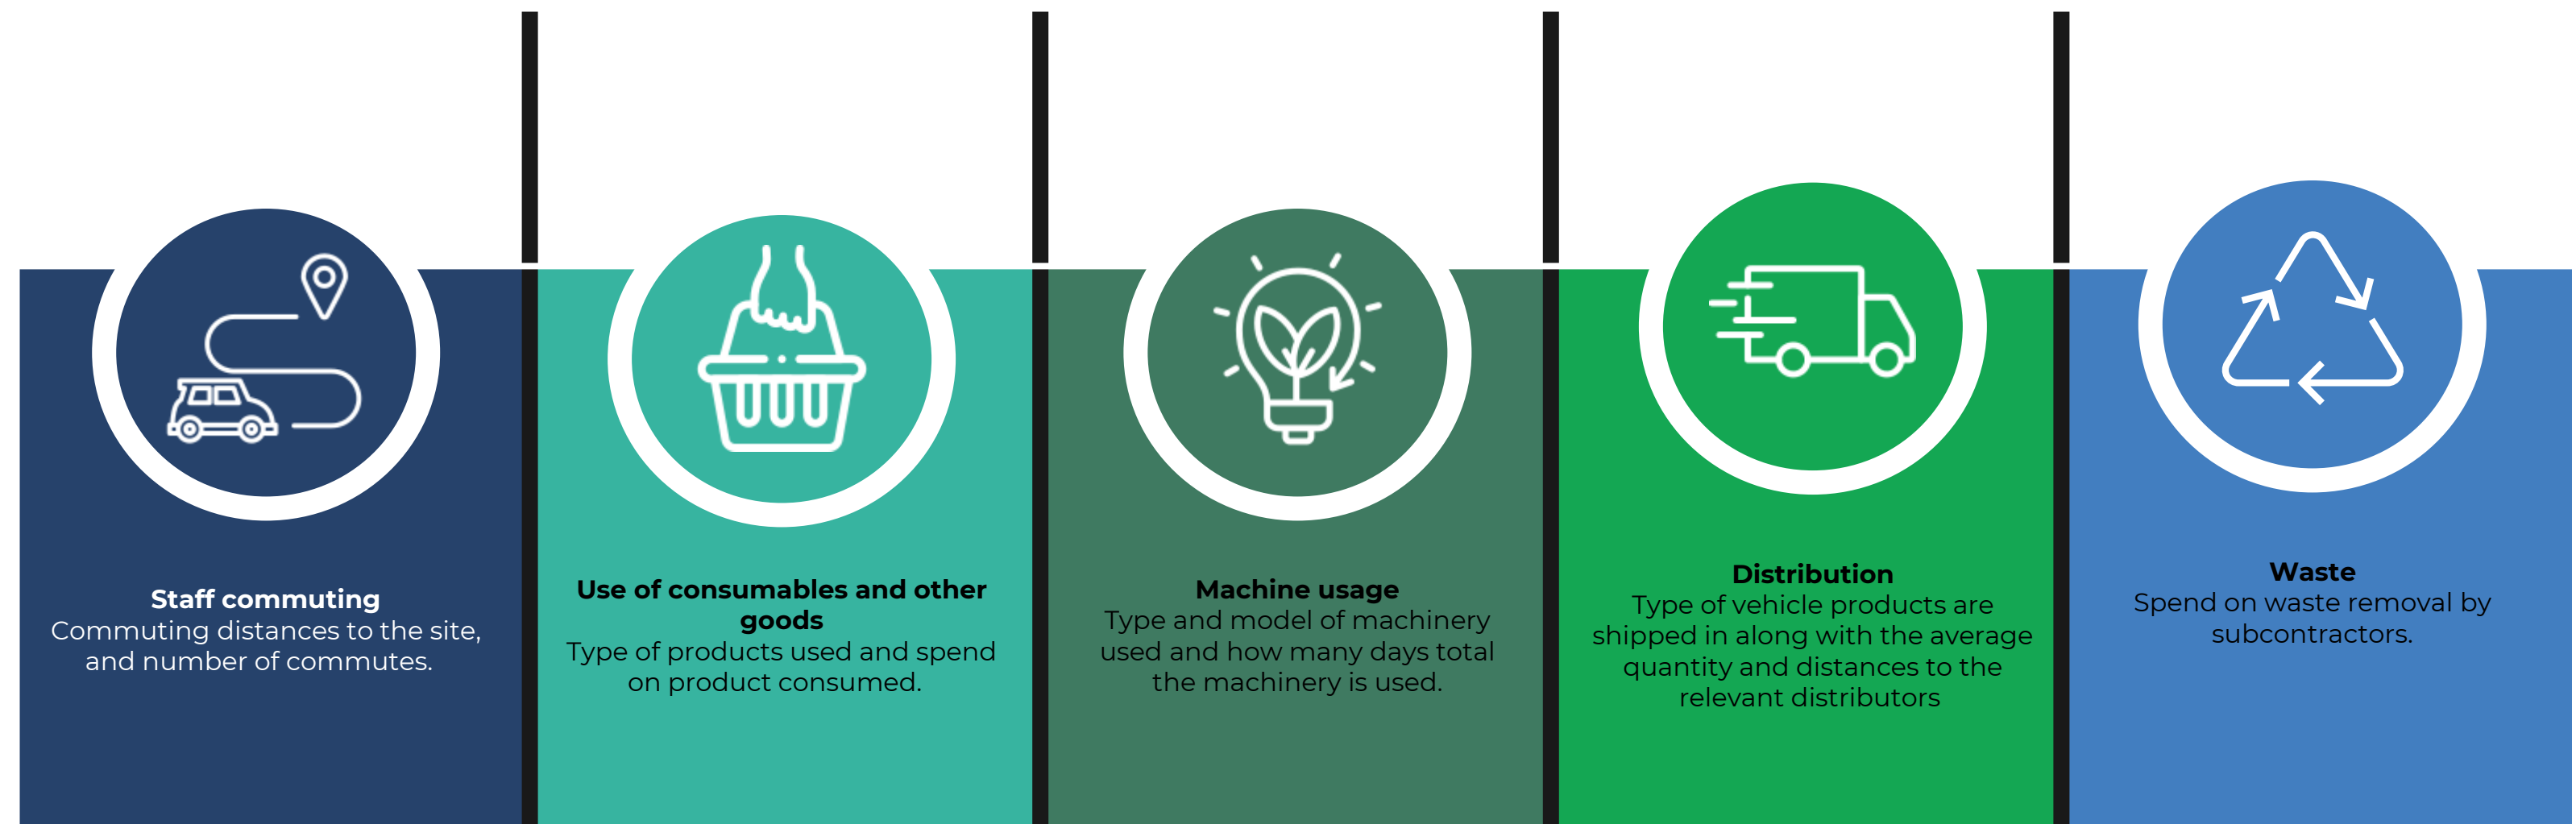 Staff commuting
Commuting distances to the site,
and number of commutes.
Use of consumables and other
goods
Type of products used and spend
on product consumed.
Machine usage
Type and model of machinery
used and how many days total
the machinery is used.
Distribution
Type of vehicle products are
shipped in along with the average
quantity and distances to the
relevant distributors
Waste
Spend on waste removal by
subcontractors.